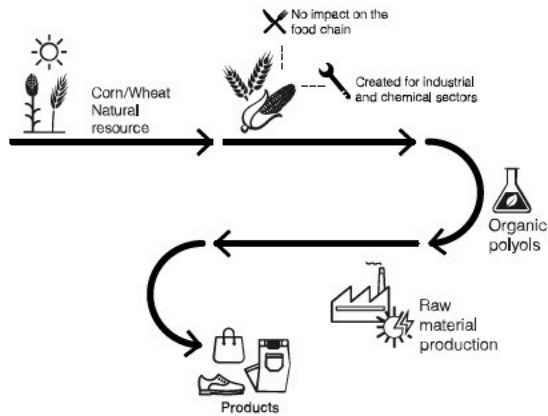 No impact on the
food chain
Corn/Wheat
Natural
resource
Created for industrial
and chemical sectors
Organic
polyols
Raw
material
production
Products